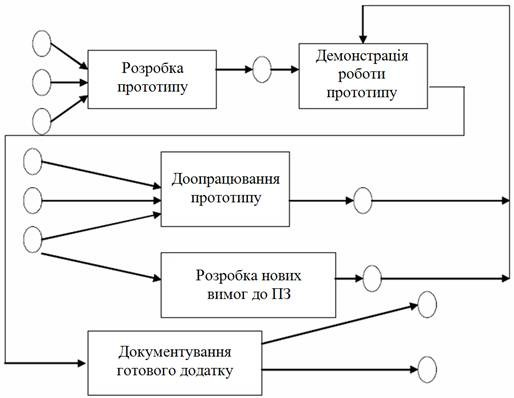 Розробка
прототипу
Демонстрація
роботи
прототипу
Доопрацювання
прототипу
Розробка нових
вимог до ПЗ
Документування
готового додатку